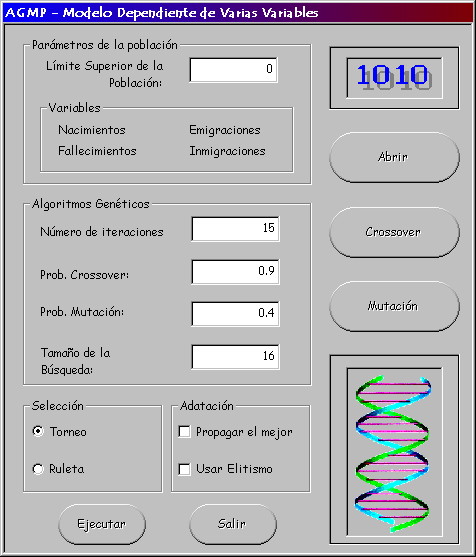 AGMP - Modelo Dependiente de Varias Variables
Parámetros de la población
Límite Superior de la
Población:
0
Variables
Nacimientos
Emigraciones
Fallecimientos
Inmigraciones
Algoritmos Genéticos
Número de iteraciones
15
Prob. Crossover:
0.9
Prob. Mutación:
0.4
Tamaño de la
Búsqueda:
16
Selección
Torneo
Ruleta
Adatación
Propagar el mejor
Usar Elitismo
Ejecutar
Salir
1010
Abrir
Crossover
Mutación